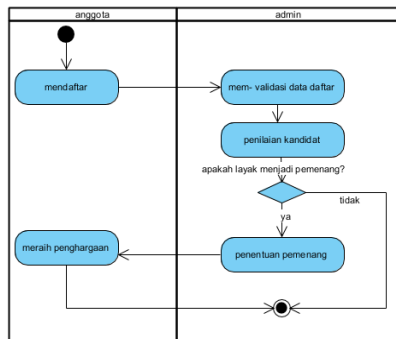 anggota
admin
mendaftar
mem- validasi data daftar
penilaian kandidat
apakah layak menjadi pemenang?
tidak
ya
meraih penghargaan
penentuan pemenang